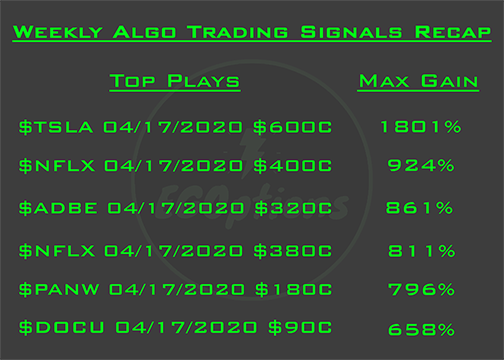 Weekly Algo Trading Signals Recap
Top Plays Max Gain
$TSLA 04/17/2020 $600C 1801%
$NFLX 04/17/2020 $400C 924%
$ADBE 04/17/2020 $320C 861%
ECOptions
$NFLX 04/17/2020 $380C 811%
$PANW 04/17/2020 $180C 796%
$DOCU 04/17/2020 $90C 658%